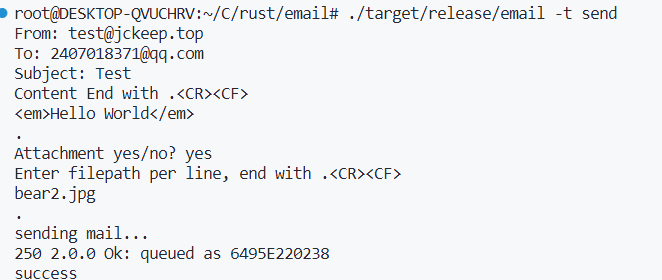 root@DESKTOP-QVUCHRV:~/C/rust/email# ./target/release/email -t send
From: test@jckeep.top
To: 2407018371@qq.com
Subject: Test
Content End with .<CR><CF>
<em>Hello World</em>
.
Attachment yes/no? yes
Enter filepath per line, end with .<CR><CF>
bear2.jpg
.
sending mail...
250 2.0.0 Ok: queued as 6495E220238
success